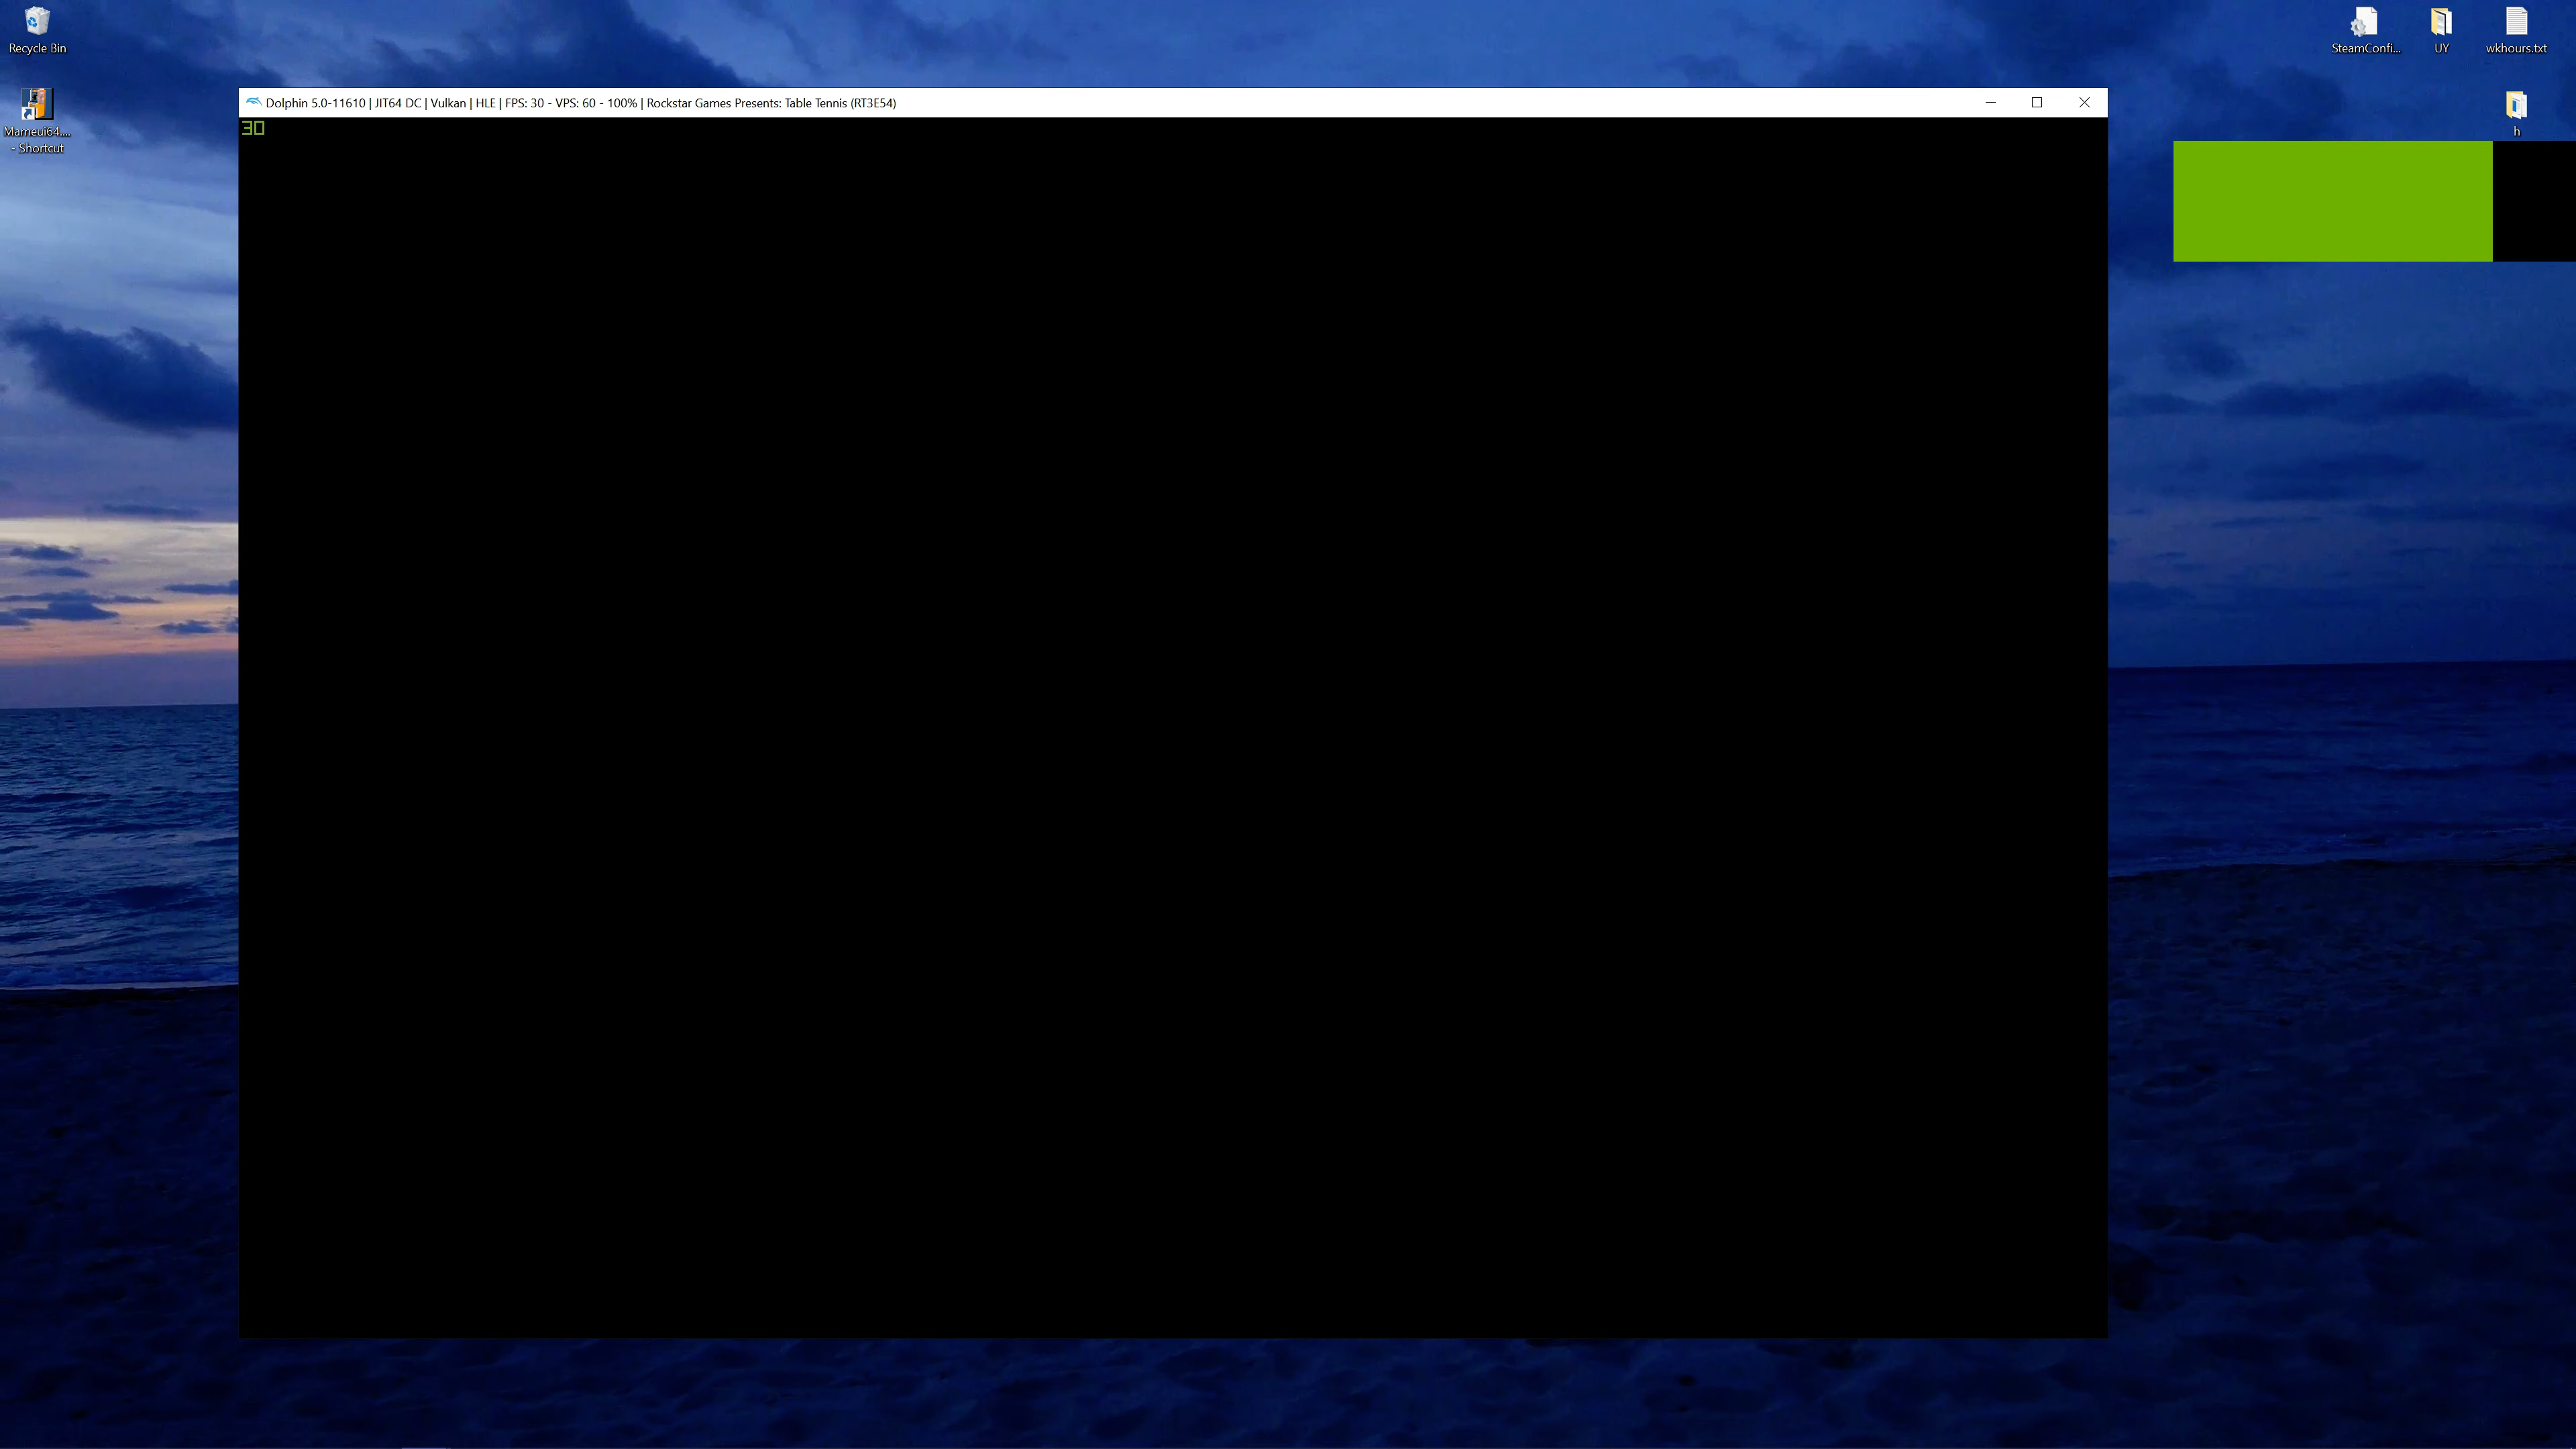 Recycle Bin
Mameui64....
- Shortcut
Dolphin 5.0-11610 | JIT64 DC | Vulkan | HLE | FPS: 30 - VPS: 60 - 100% | Rockstar Games Presents: Table Tennis (RT3E54)
30
SteamConfi...
UY
wkhours.txt
h